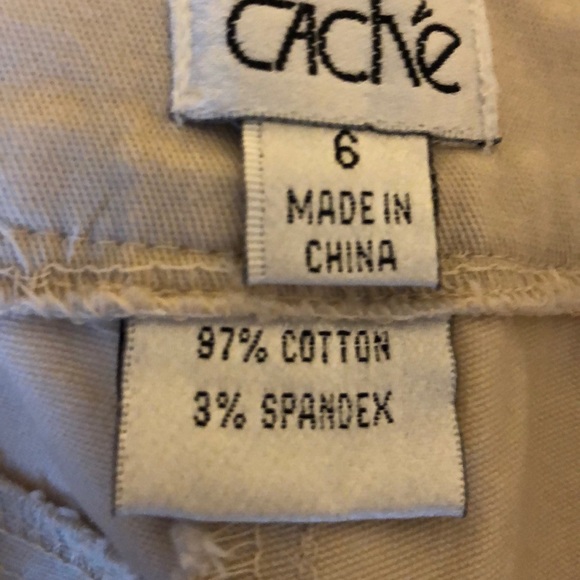 CAChé
6
MADE IN
CHINA
97% COTTON
3% SPANDEX